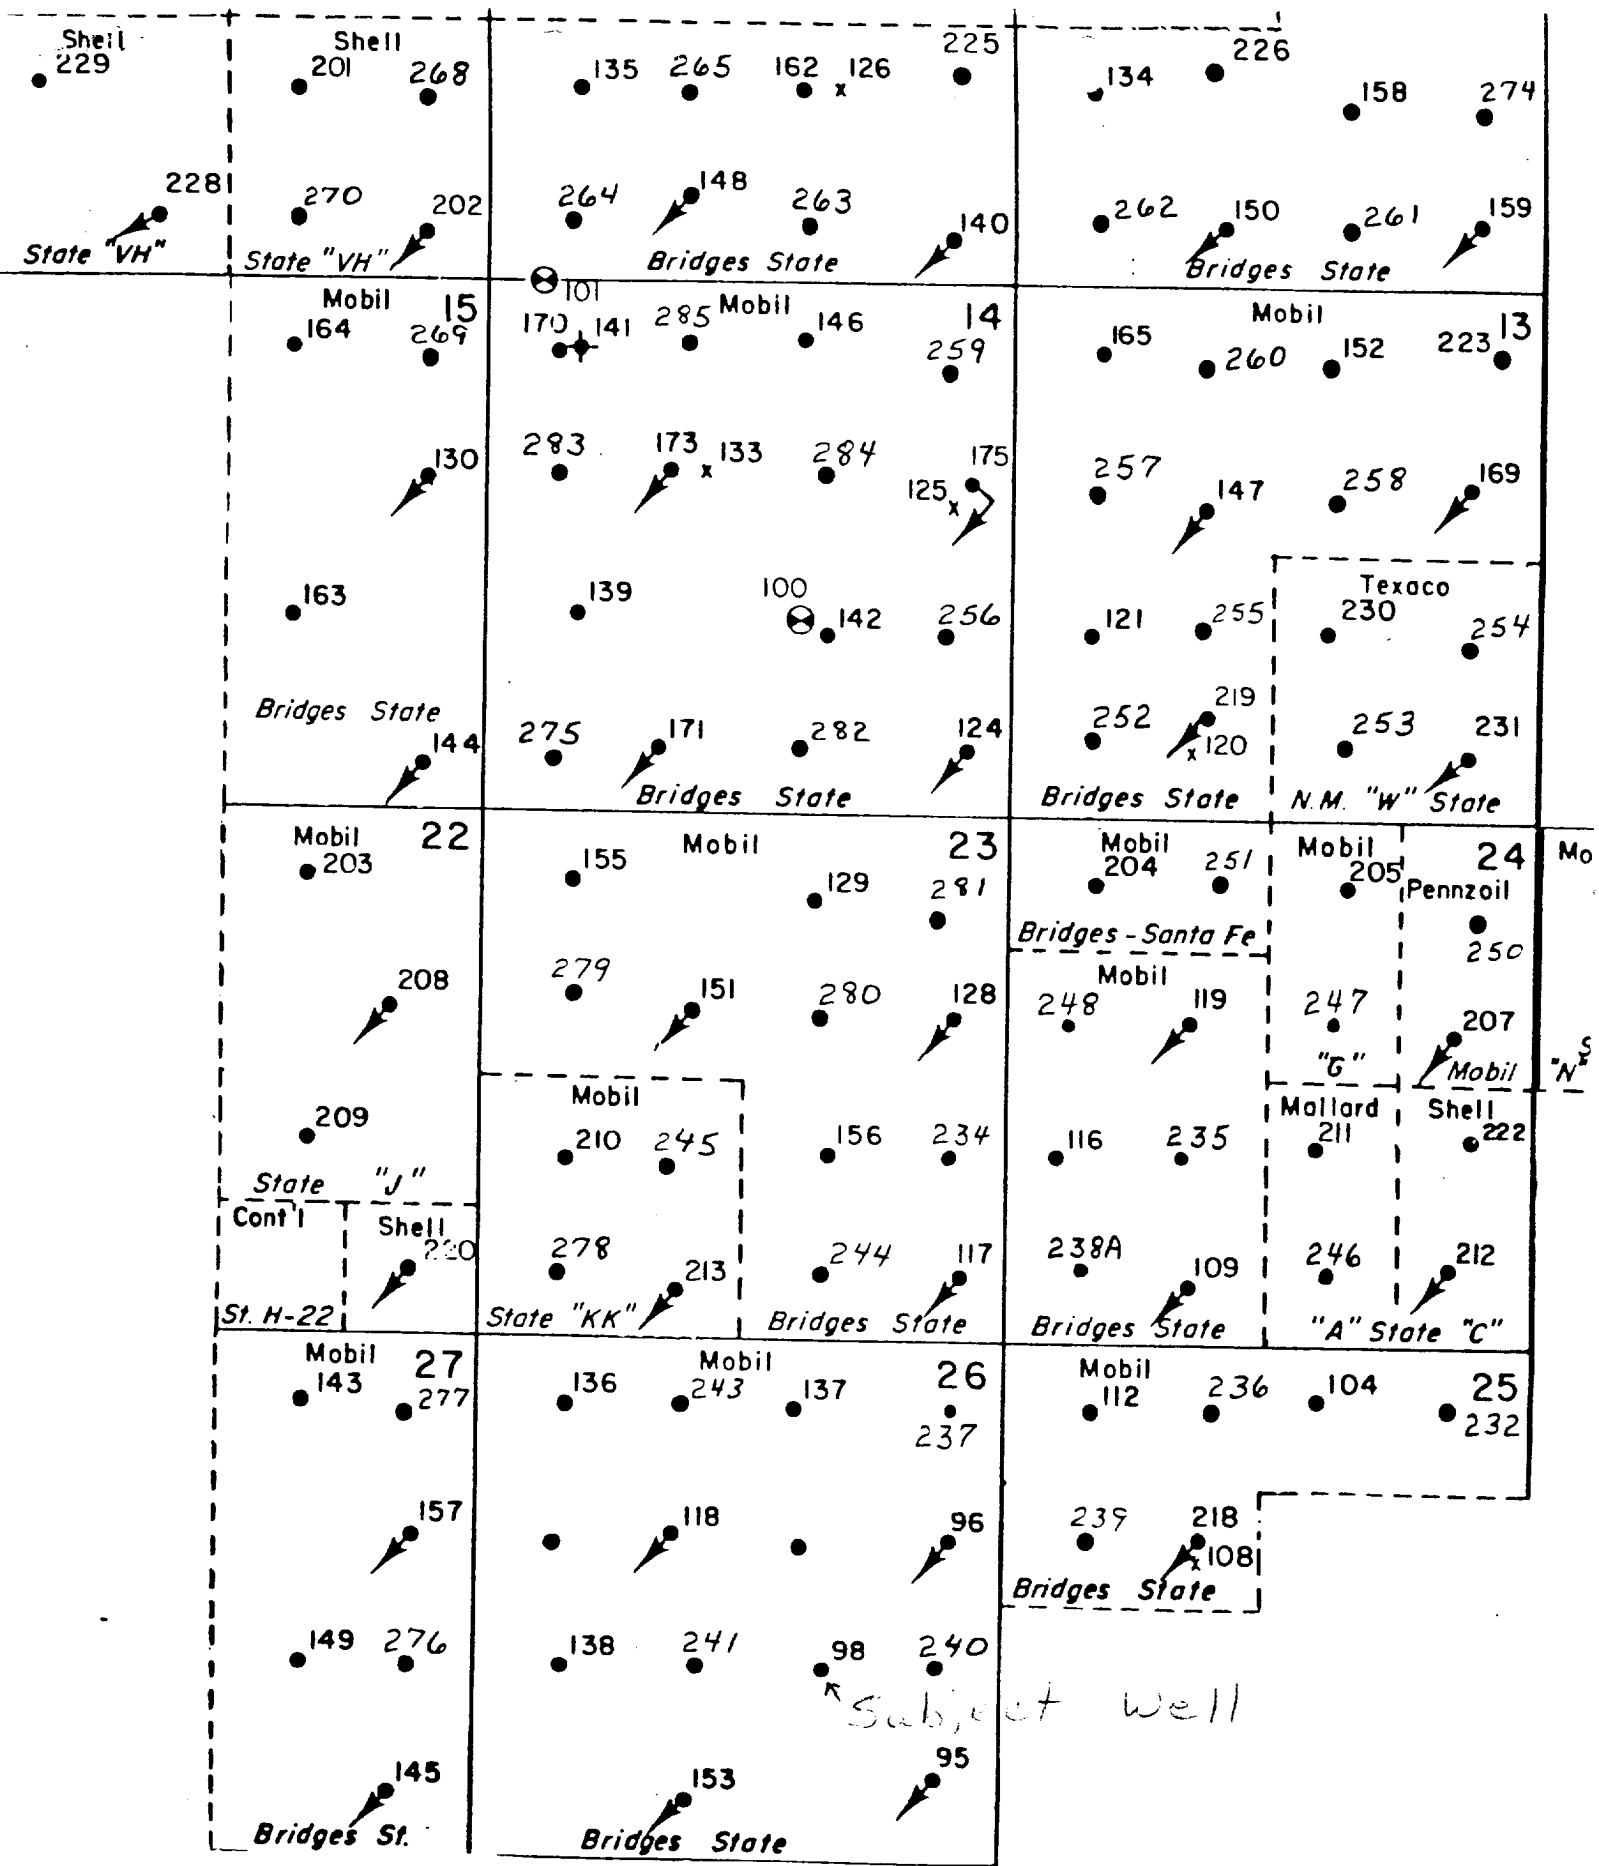 Shell Shell 225 226
229 201 268 135 265 162 x 126 134 158 274
228 270 202 264 148 263 140 262 150 261 159
State "VH" State "VH" Bridges State Bridges State
101
Mobil 15 Mobil 14 Mobil 13
164 269 170 141 285 146 259 165 260 152 223
130 283 173 x 133 284 175 257 147 258 169
125 x
Texaco
163 139 100 142 256 121 255 230 254
Bridges State 219
144 275 171 282 124 252 x 120 253 231
Bridges State Bridges State N.M. "W" State
Mobil 22 Mobil 23 Mobil Mobil 24 Mo
203 155 129 281 204 251 205 Pennzoil
Bridges-Santa Fe 250
Mobil
208 279 151 280 128 248 119 247 207
"G" Mobil "N"
S
Mobil Mallard Shell
209 210 245 156 234 116 235 211 222
State "J"
Cont'l Shell
220 278 213 244 117 238A 109 246 212
St. H-22 State "KK" Bridges State Bridges State "A" State "C"
Mobil 27 Mobil 26 Mobil 25
143 277 136 243 137 237 112 236 104 232
157 118 96 239 218
x 108
Bridges State
149 276 138 241 98 240
Subject Well
145 153 95
Bridges St. Bridges State